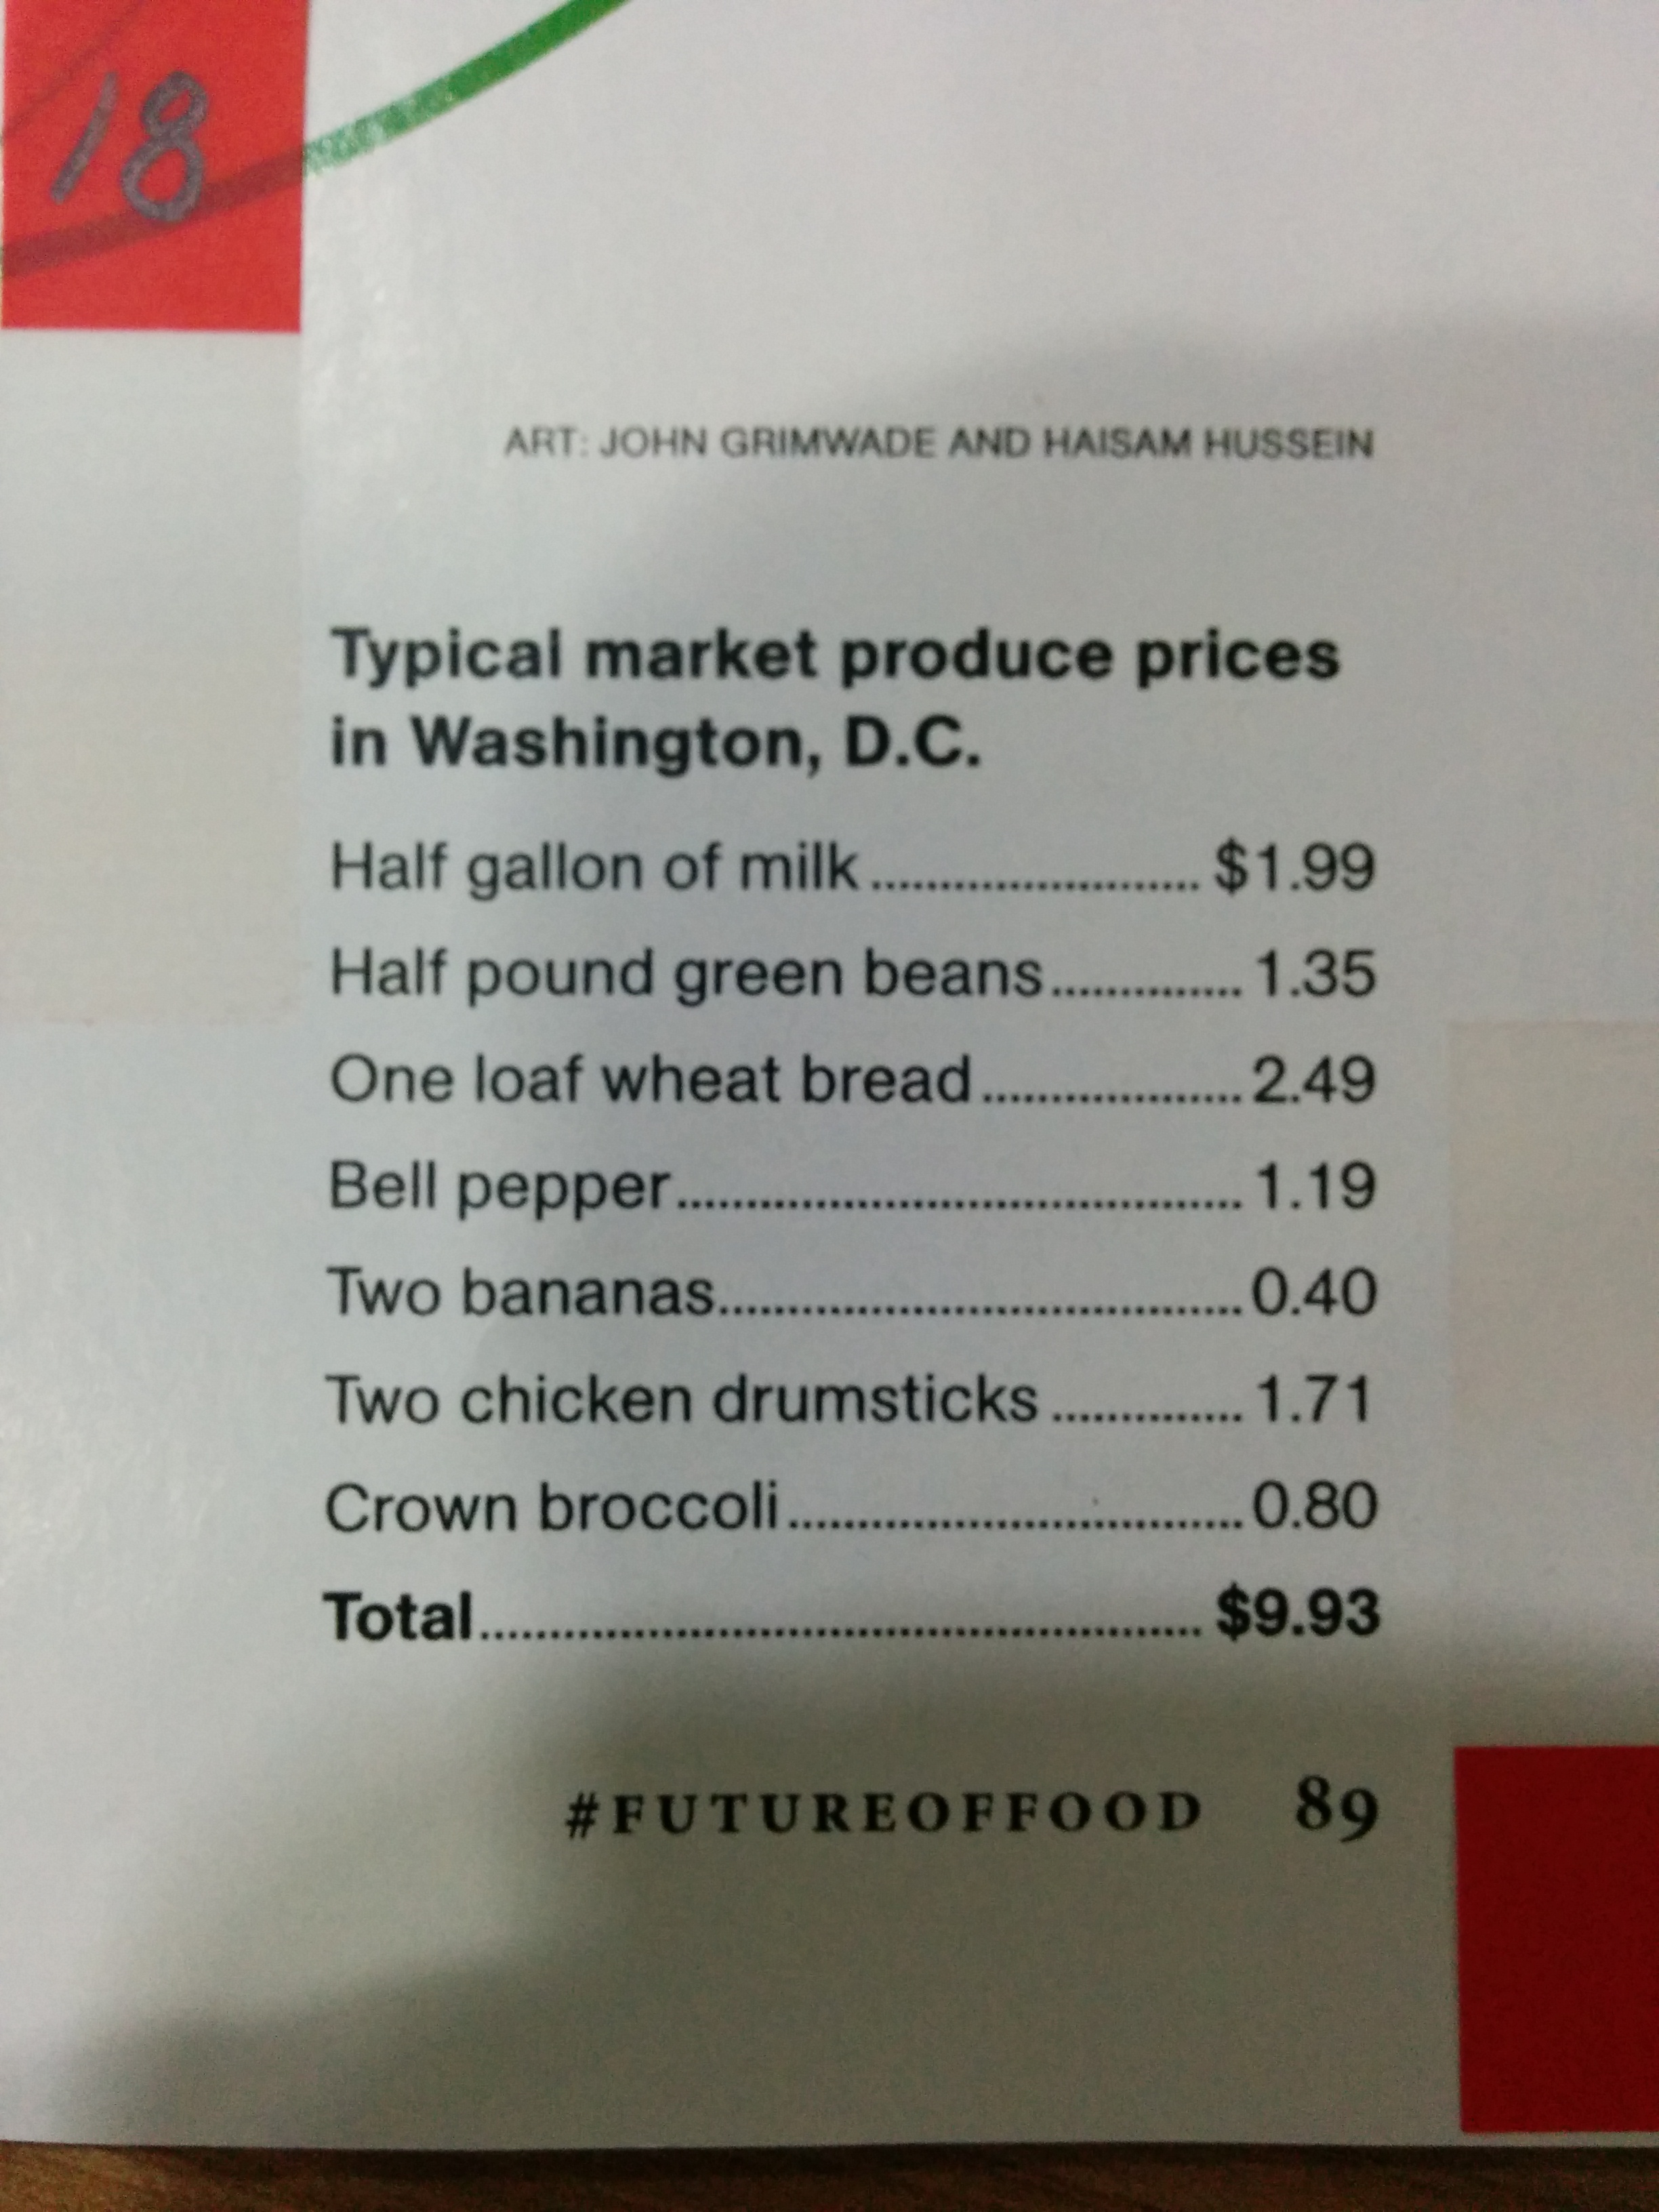 18
ART: JOHN GRIMWADE AND HAISAM HUSSEIN
Typical market produce prices
in Washington, D.C.
Half gallon of milk........................ $1.99
Half pound green beans.............. 1.35
One loaf wheat bread................... 2.49
Bell pepper......................................... 1.19
Two bananas...................................... 0.40
Two chicken drumsticks.............. 1.71
Crown broccoli................................. 0.80
Total.................................................... $9.93
#FUTUREOFFOOD 89